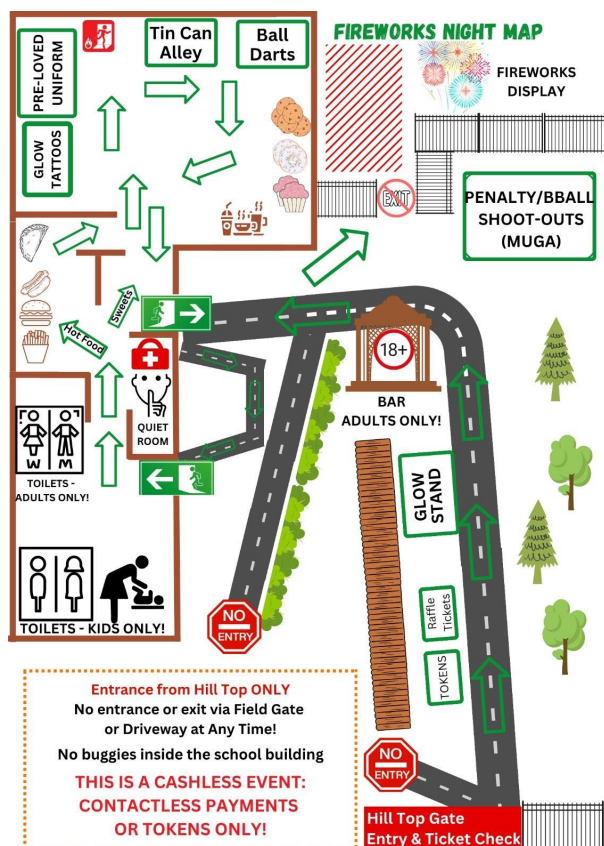 FIREWORKS NIGHT MAP
PRE-LOVED
UNIFORM
Tin Can
Alley
Ball
Darts
FIREWORKS
DISPLAY
GLOW
TATTOOS
EXIT
PENALTY/BBALL
SHOOT-OUTS
(MUGA)
Sweets
Hot Food
18+
BAR
ADULTS ONLY!
QUIET
ROOM
W M
TOILETS -
ADULTS ONLY!
GLOW
STAND
Raffle
Tickets
TOKENS
TOILETS - KIDS ONLY!
NO
ENTRY
Entrance from Hill Top ONLY
No entrance or exit via Field Gate
or Driveway at Any Time!
No buggies inside the school building
THIS IS A CASHLESS EVENT:
CONTACTLESS PAYMENTS
OR TOKENS ONLY!
NO
ENTRY
Hill Top Gate
Entry & Ticket Check